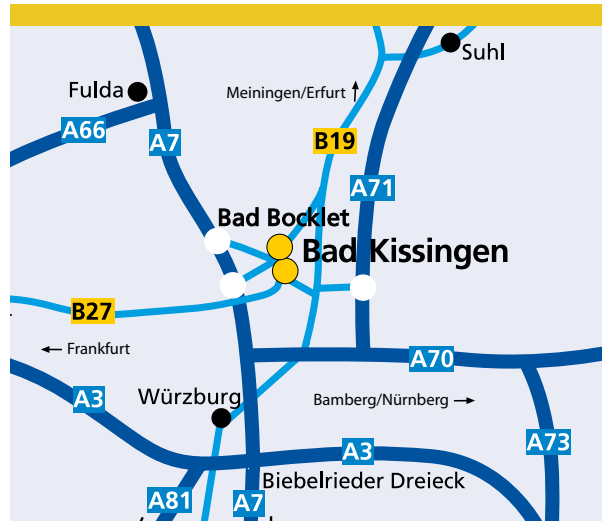 Suhl
Fulda
Meiningen/Erfurt
A66
A7
B19
A71
Bad Bocklet
Bad Kissingen
B27
Frankfurt
A70
Würzburg
A3
Bamberg/Nürnberg
A73
A3
Biebelrieder Dreieck
A81
A7